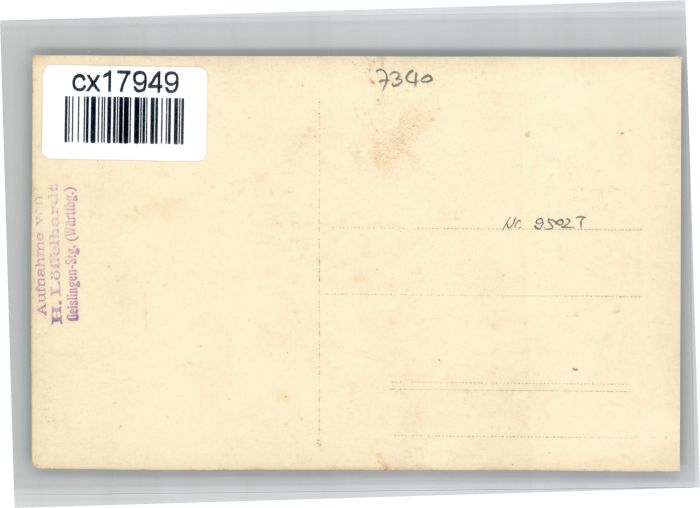 cx17949
7340
Nr. 9502T
Aufnahme von
H. Löffelhardt
Geislingen-Stg. (Württbg.)